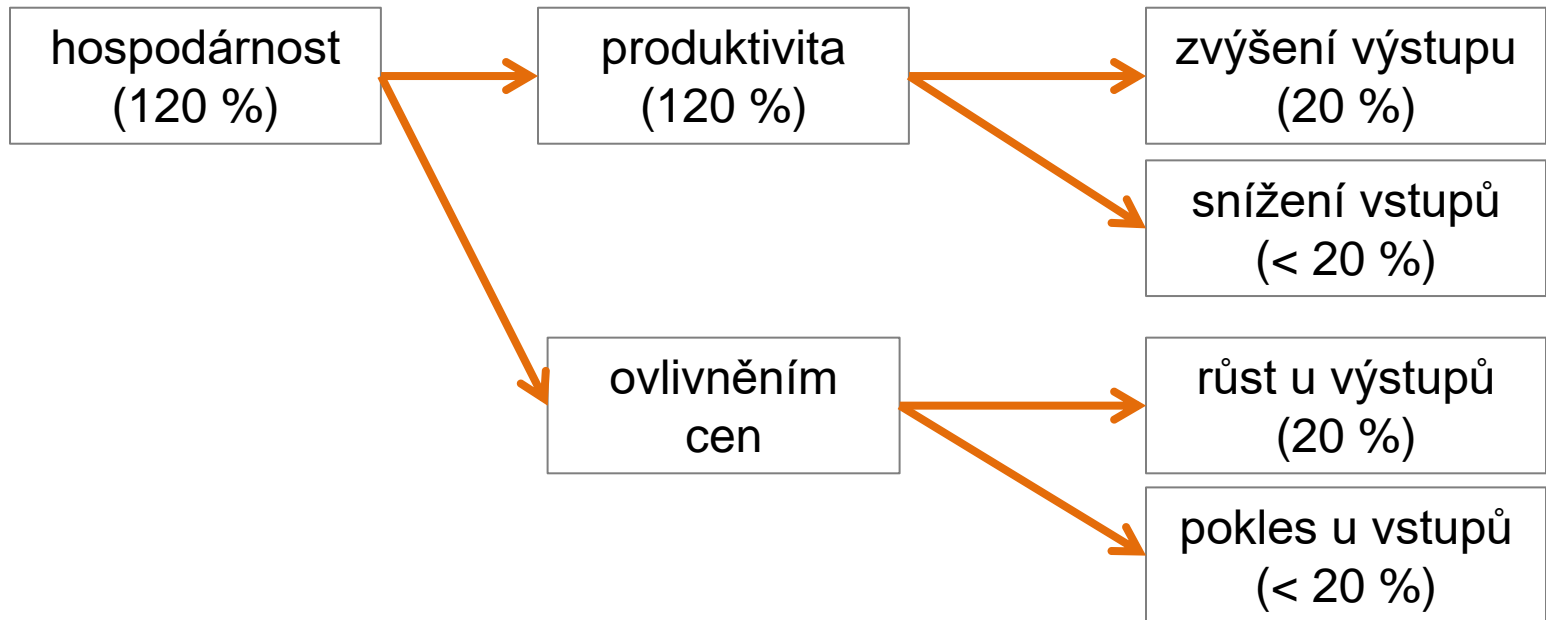 hospodárnost
(120 %)
produktivita
(120 %)
zvýšení výstupu
(20 %)
snížení vstupů
(< 20 %)
ovlivněním
cen
růst u výstupů
(20 %)
pokles u vstupů
(< 20 %)